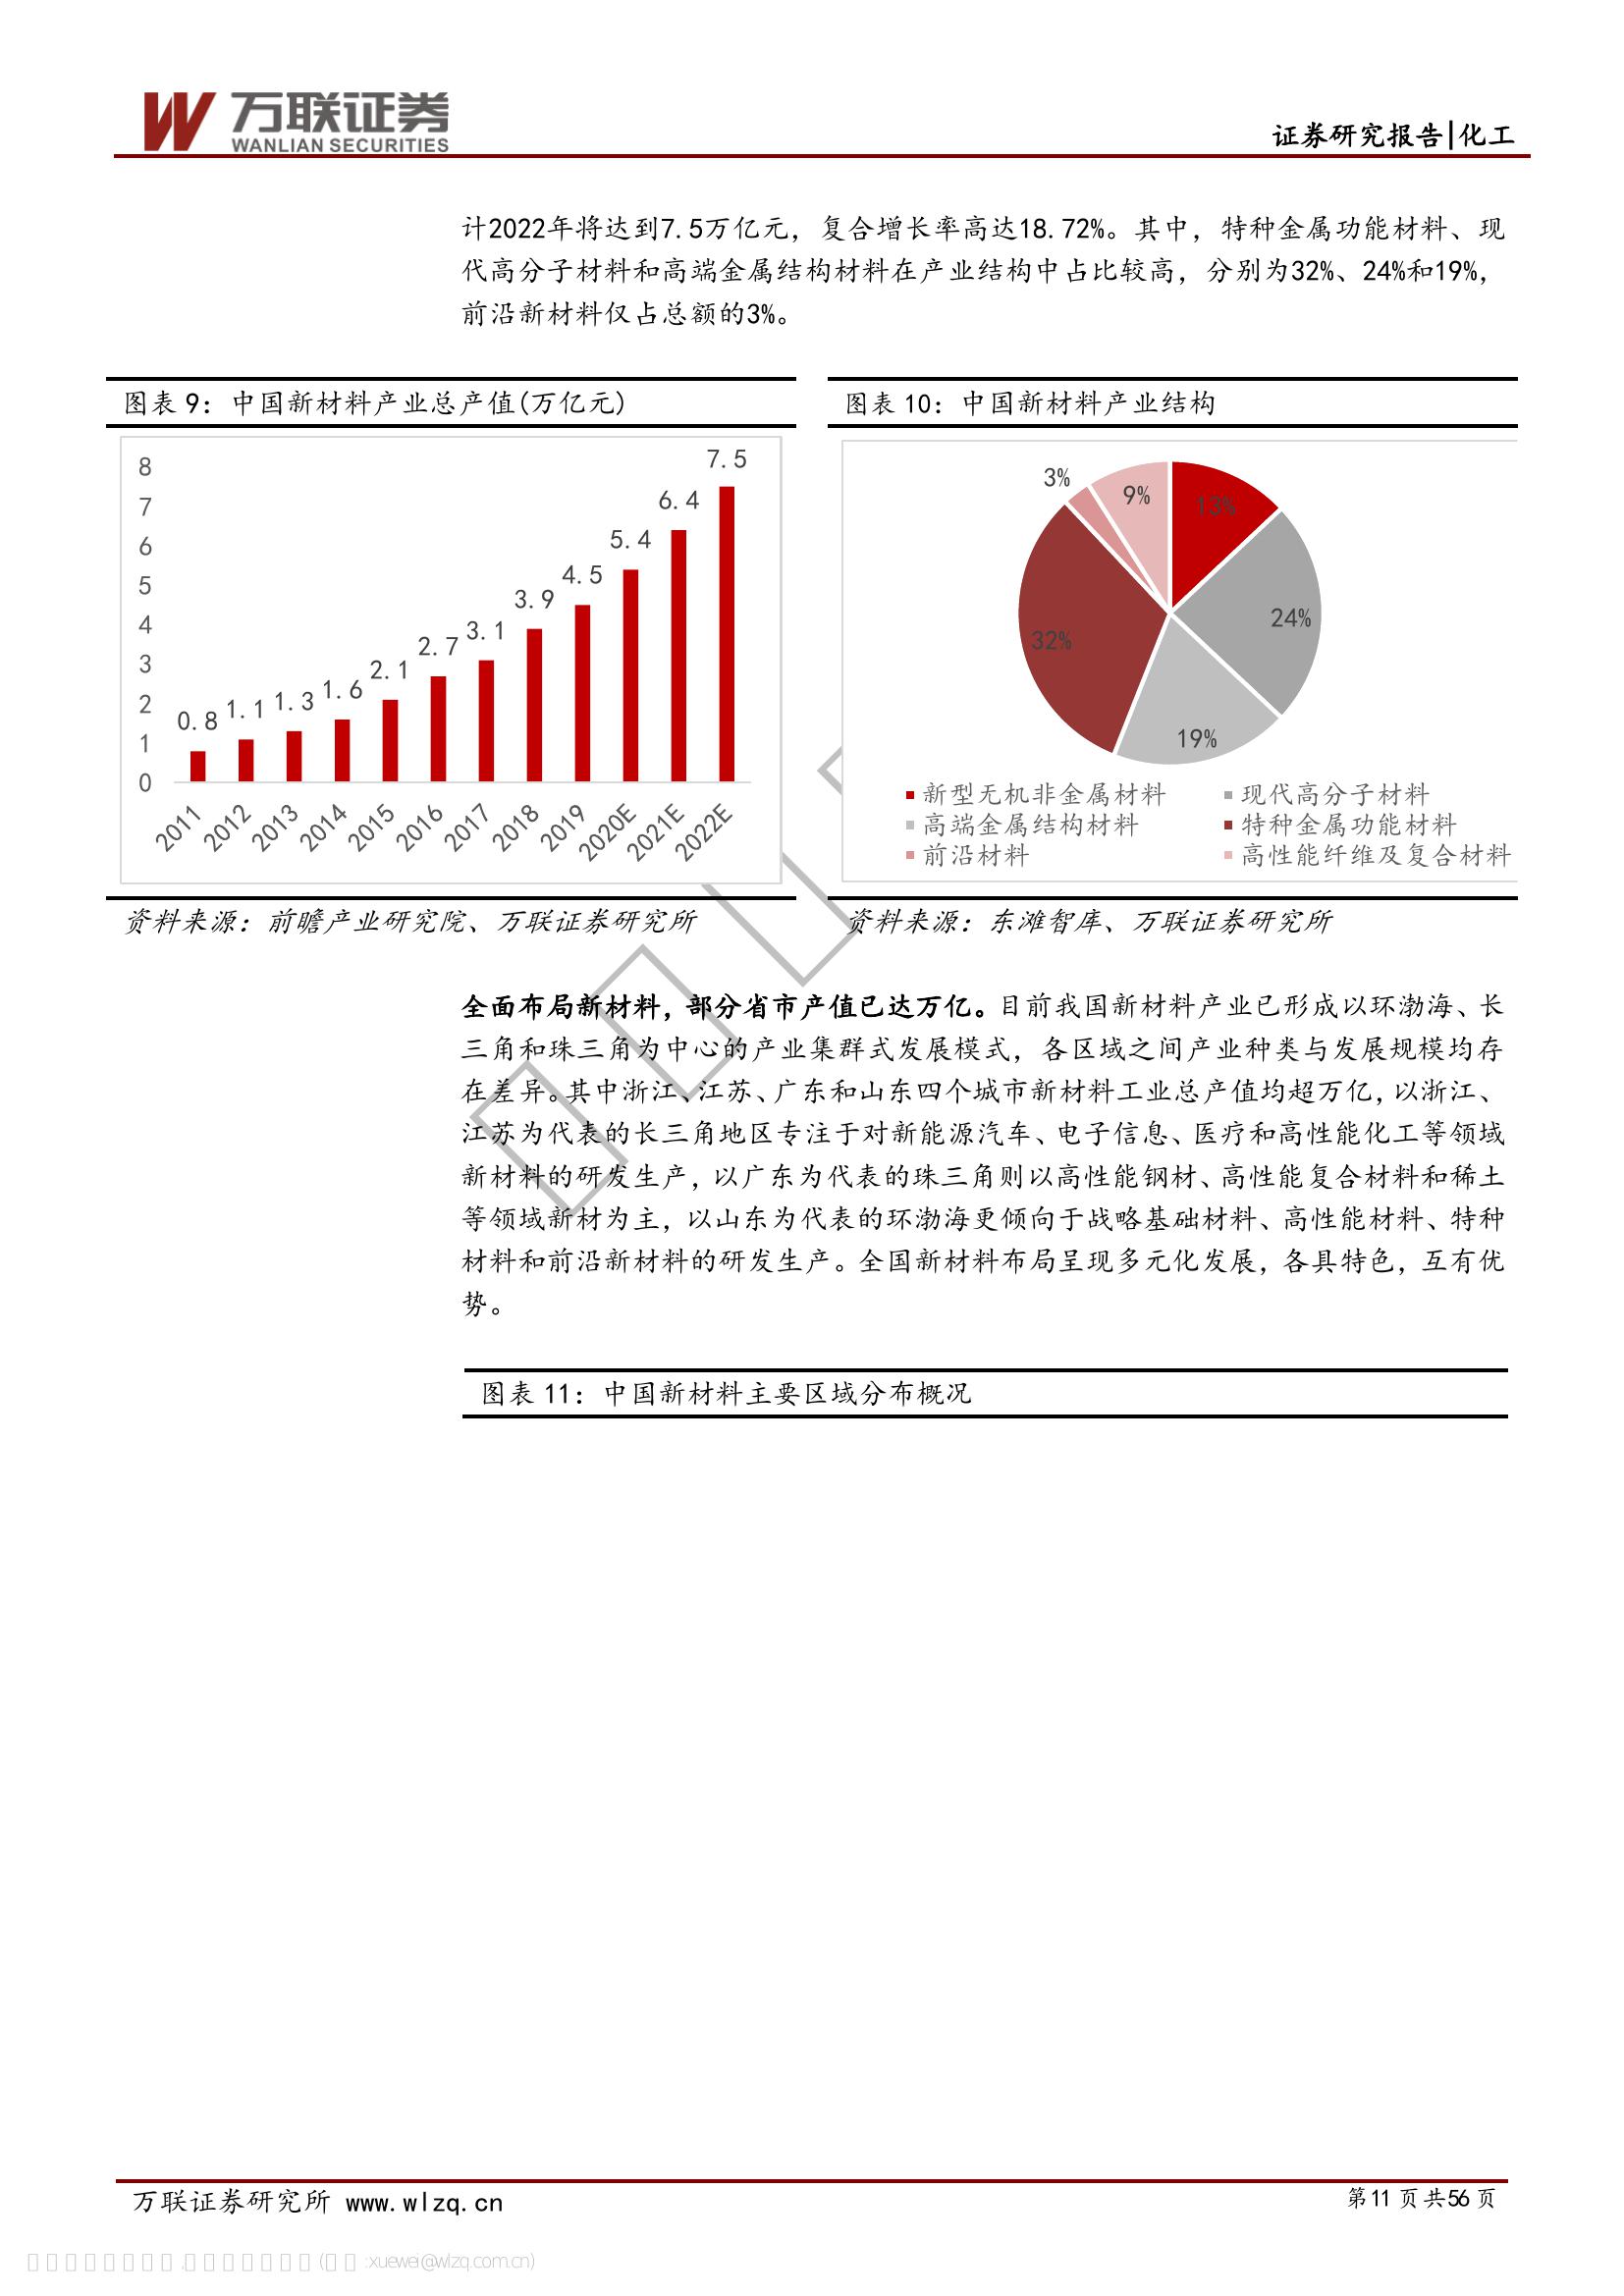 万联证券
WANLIAN SECURITIES
证券研究报告|化工
计2022年将达到7.5万亿元，复合增长率高达18.72%。其中，特种金属功能材料、现
代高分子材料和高端金属结构材料在产业结构中占比较高，分别为32%、24%和19%，
前沿新材料仅占总额的3%。
图表 9：中国新材料产业总产值(万亿元)
8
7
6
5
4
3
2
1
0
0.8
1.1
1.3
1.6
2.1
2.7
3.1
3.9
4.5
5.4
6.4
7.5
2011
2012
2013
2014
2015
2016
2017
2018
2019
2020E
2021E
2022E
资料来源：前瞻产业研究院、万联证券研究所
图表 10：中国新材料产业结构
13%
24%
19%
32%
3%
9%
新型无机非金属材料
现代高分子材料
高端金属结构材料
特种金属功能材料
前沿材料
高性能纤维及复合材料
资料来源：东滩智库、万联证券研究所
全面布局新材料，部分省市产值已达万亿。目前我国新材料产业已形成以环渤海、长
三角和珠三角为中心的产业集群式发展模式，各区域之间产业种类与发展规模均存
在差异。其中浙江、江苏、广东和山东四个城市新材料工业总产值均超万亿，以浙江、
江苏为代表的长三角地区专注于对新能源汽车、电子信息、医疗和高性能化工等领域
新材料的研发生产，以广东为代表的珠三角则以高性能钢材、高性能复合材料和稀土
等领域新材为主，以山东为代表的环渤海更倾向于战略基础材料、高性能材料、特种
材料和前沿新材料的研发生产。全国新材料布局呈现多元化发展，各具特色，互有优
势。
图表 11：中国新材料主要区域分布概况
万联证券研究所 www.wlzq.cn
第 11 页 共 56 页
xuewei@wlzq.com.cn)